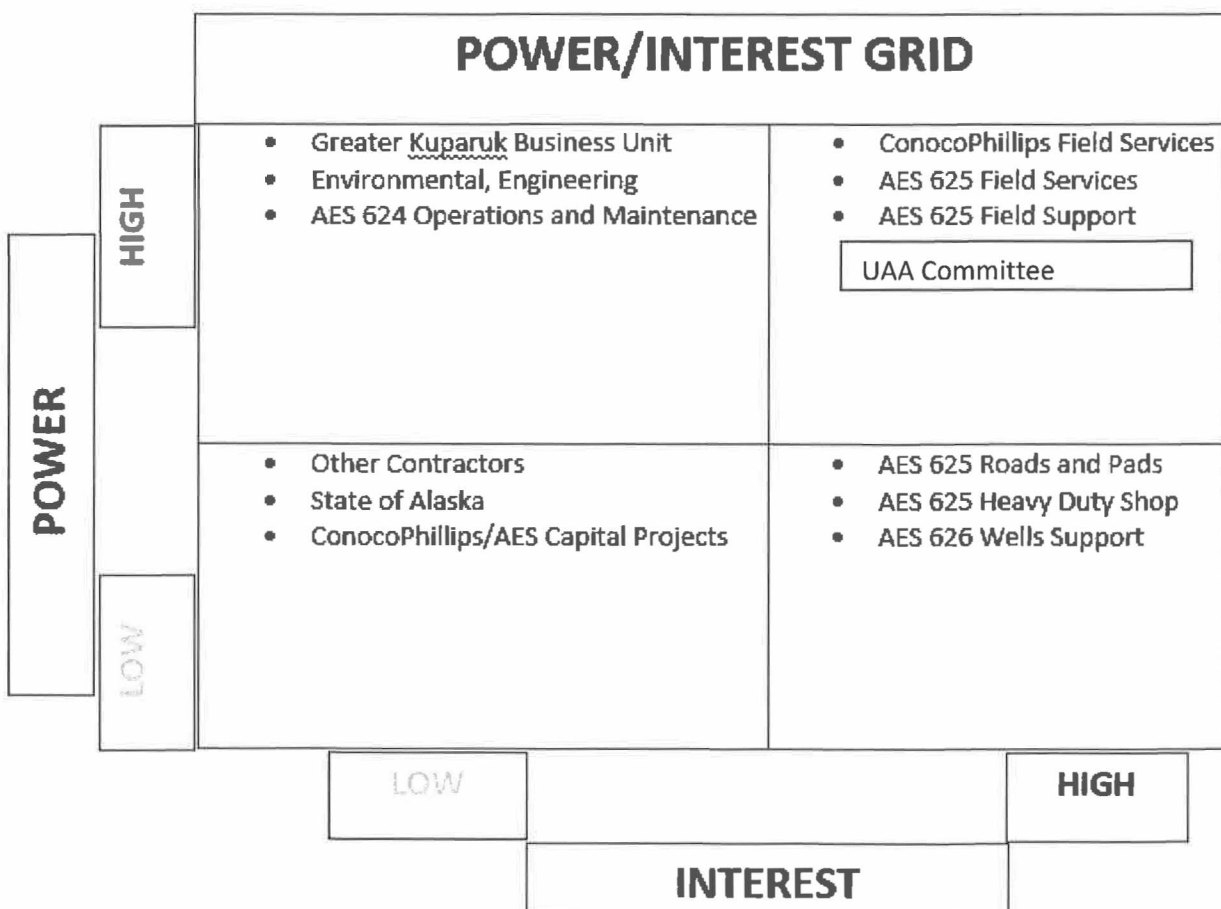 POWER/INTEREST GRID
POWER
HIGH
• Greater Kuparuk Business Unit
• Environmental, Engineering
• AES 624 Operations and Maintenance
• ConocoPhillips Field Services
• AES 625 Field Services
• AES 625 Field Support
UAA Committee
LOW
• Other Contractors
• State of Alaska
• ConocoPhillips/AES Capital Projects
• AES 625 Roads and Pads
• AES 625 Heavy Duty Shop
• AES 626 Wells Support
LOW
HIGH
INTEREST